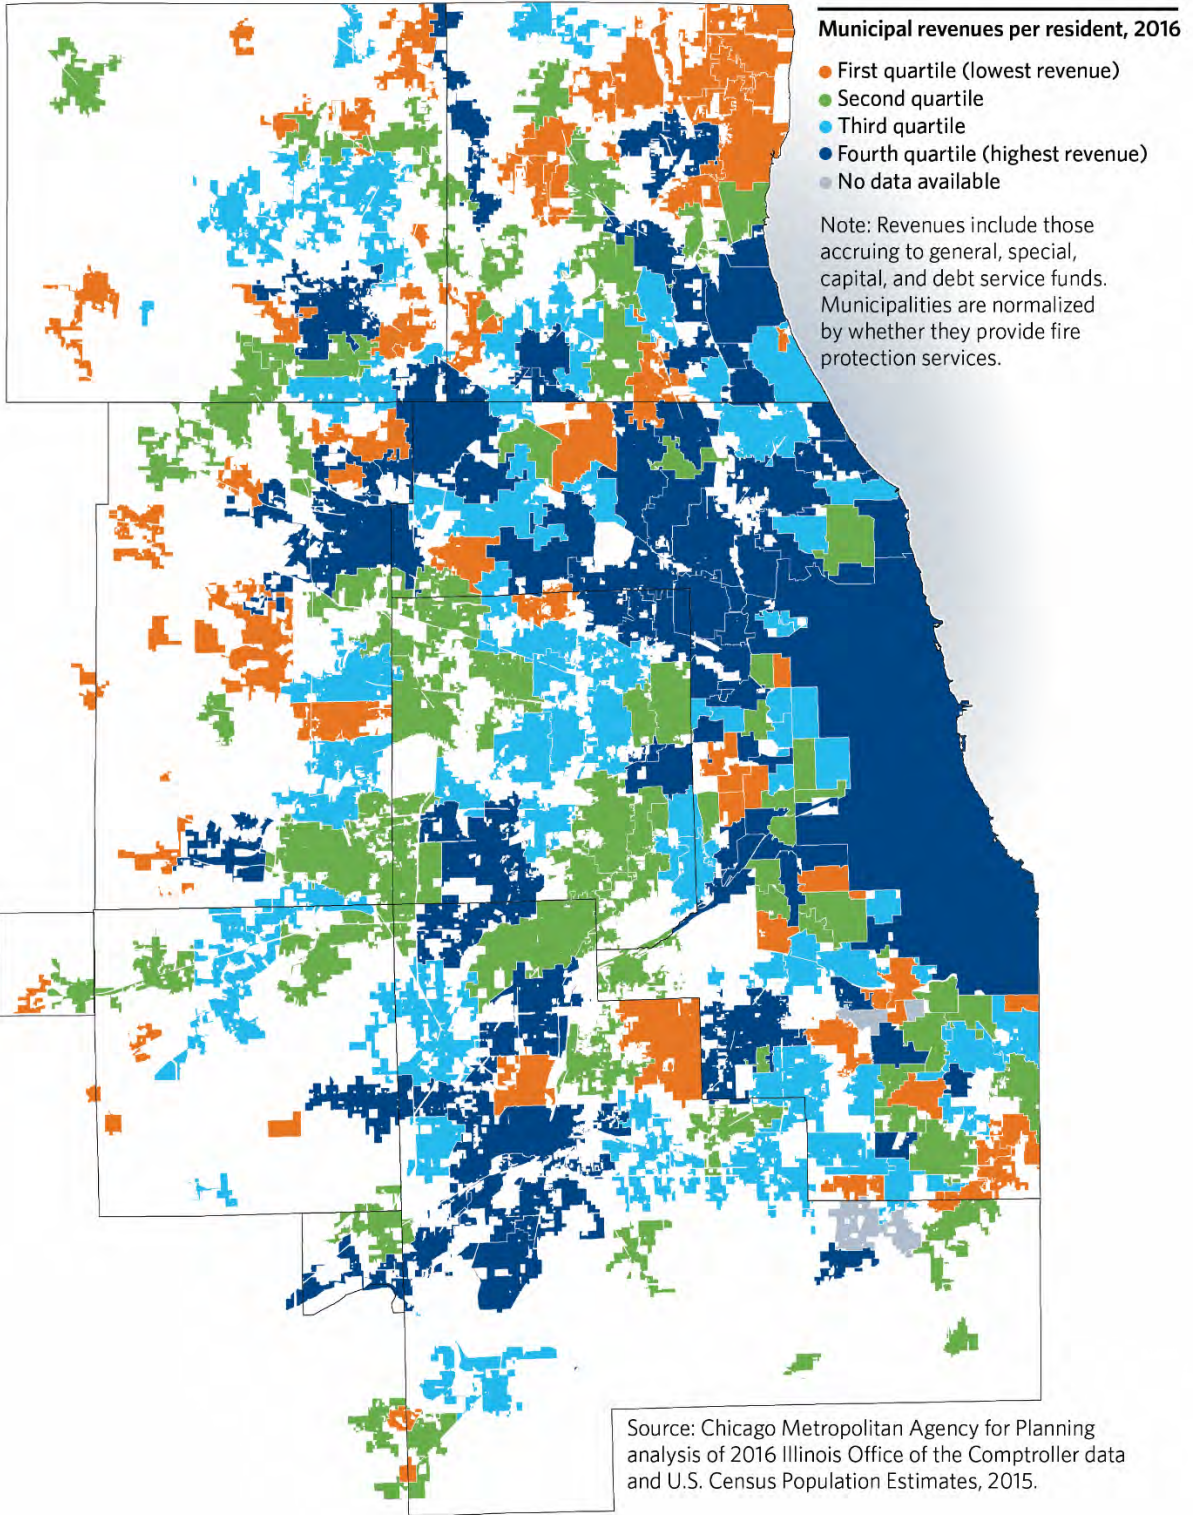 Municipal revenues per resident, 2016
First quartile (lowest revenue)
Second quartile
Third quartile
Fourth quartile (highest revenue)
No data available
Note: Revenues include those
accruing to general, special,
capital, and debt service funds.
Municipalities are normalized
by whether they provide fire
protection services.
Source: Chicago Metropolitan Agency for Planning
analysis of 2016 Illinois Office of the Comptroller data
and U.S. Census Population Estimates, 2015.